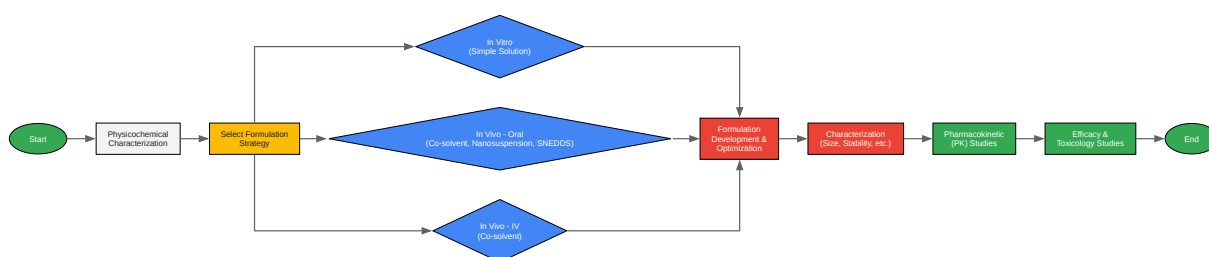 Start
Physicochemical
Characterization
Select Formulation
Strategy
In Vitro
(Simple Solution)
In Vivo - Oral
(Co-solvent, Nanosuspension, SNEDDS)
In Vivo - IV
(Co-solvent)
Formulation
Development &
Optimization
Characterization
(Size, Stability, etc.)
Pharmacokinetic
(PK) Studies
Efficacy &
Toxicology Studies
End